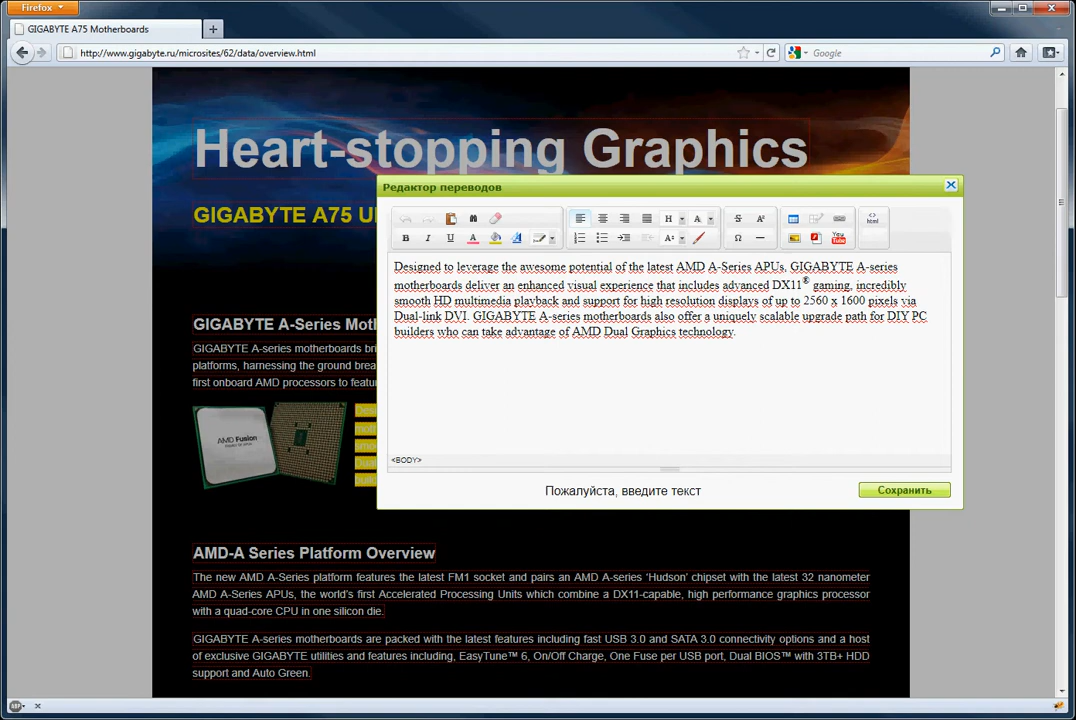 Firefox
GIGABYTE A75 Motherboards
http://www.gigabyte.ru/microsites/62/data/overview.html
Google
Heart-stopping Graphics
GIGABYTE A75 U
Редактор переводов
html
You
Tube
Designed to leverage the awesome potential of the latest AMD A-Series APUs, GIGABYTE A-series
motherboards deliver an enhanced visual experience that includes advanced DX11® gaming, incredibly
smooth HD multimedia playback and support for high resolution displays of up to 2560 x 1600 pixels via
Dual-link DVI. GIGABYTE A-series motherboards also offer a uniquely scalable upgrade path for DIY PC
builders who can take advantage of AMD Dual Graphics technology.
<BODY>
Пожалуйста, введите текст
Сохранить
GIGABYTE A-Series Mot
GIGABYTE A-series motherboards bri
platforms, harnessing the ground brea
first onboard AMD processors to featur
AMD Fusion
Desi
moth
smoo
Dual
build
AMD-A Series Platform Overview
The new AMD A-Series platform features the latest FM1 socket and pairs an AMD A-series 'Hudson' chipset with the latest 32 nanometer
AMD A-Series APUs, the world's first Accelerated Processing Units which combine a DX11-capable, high performance graphics processor
with a quad-core CPU in one silicon die.
GIGABYTE A-series motherboards are packed with the latest features including fast USB 3.0 and SATA 3.0 connectivity options and a host
of exclusive GIGABYTE utilities and features including, EasyTune™ 6, On/Off Charge, One Fuse per USB port, Dual BIOS™ with 3TB+ HDD
support and Auto Green.